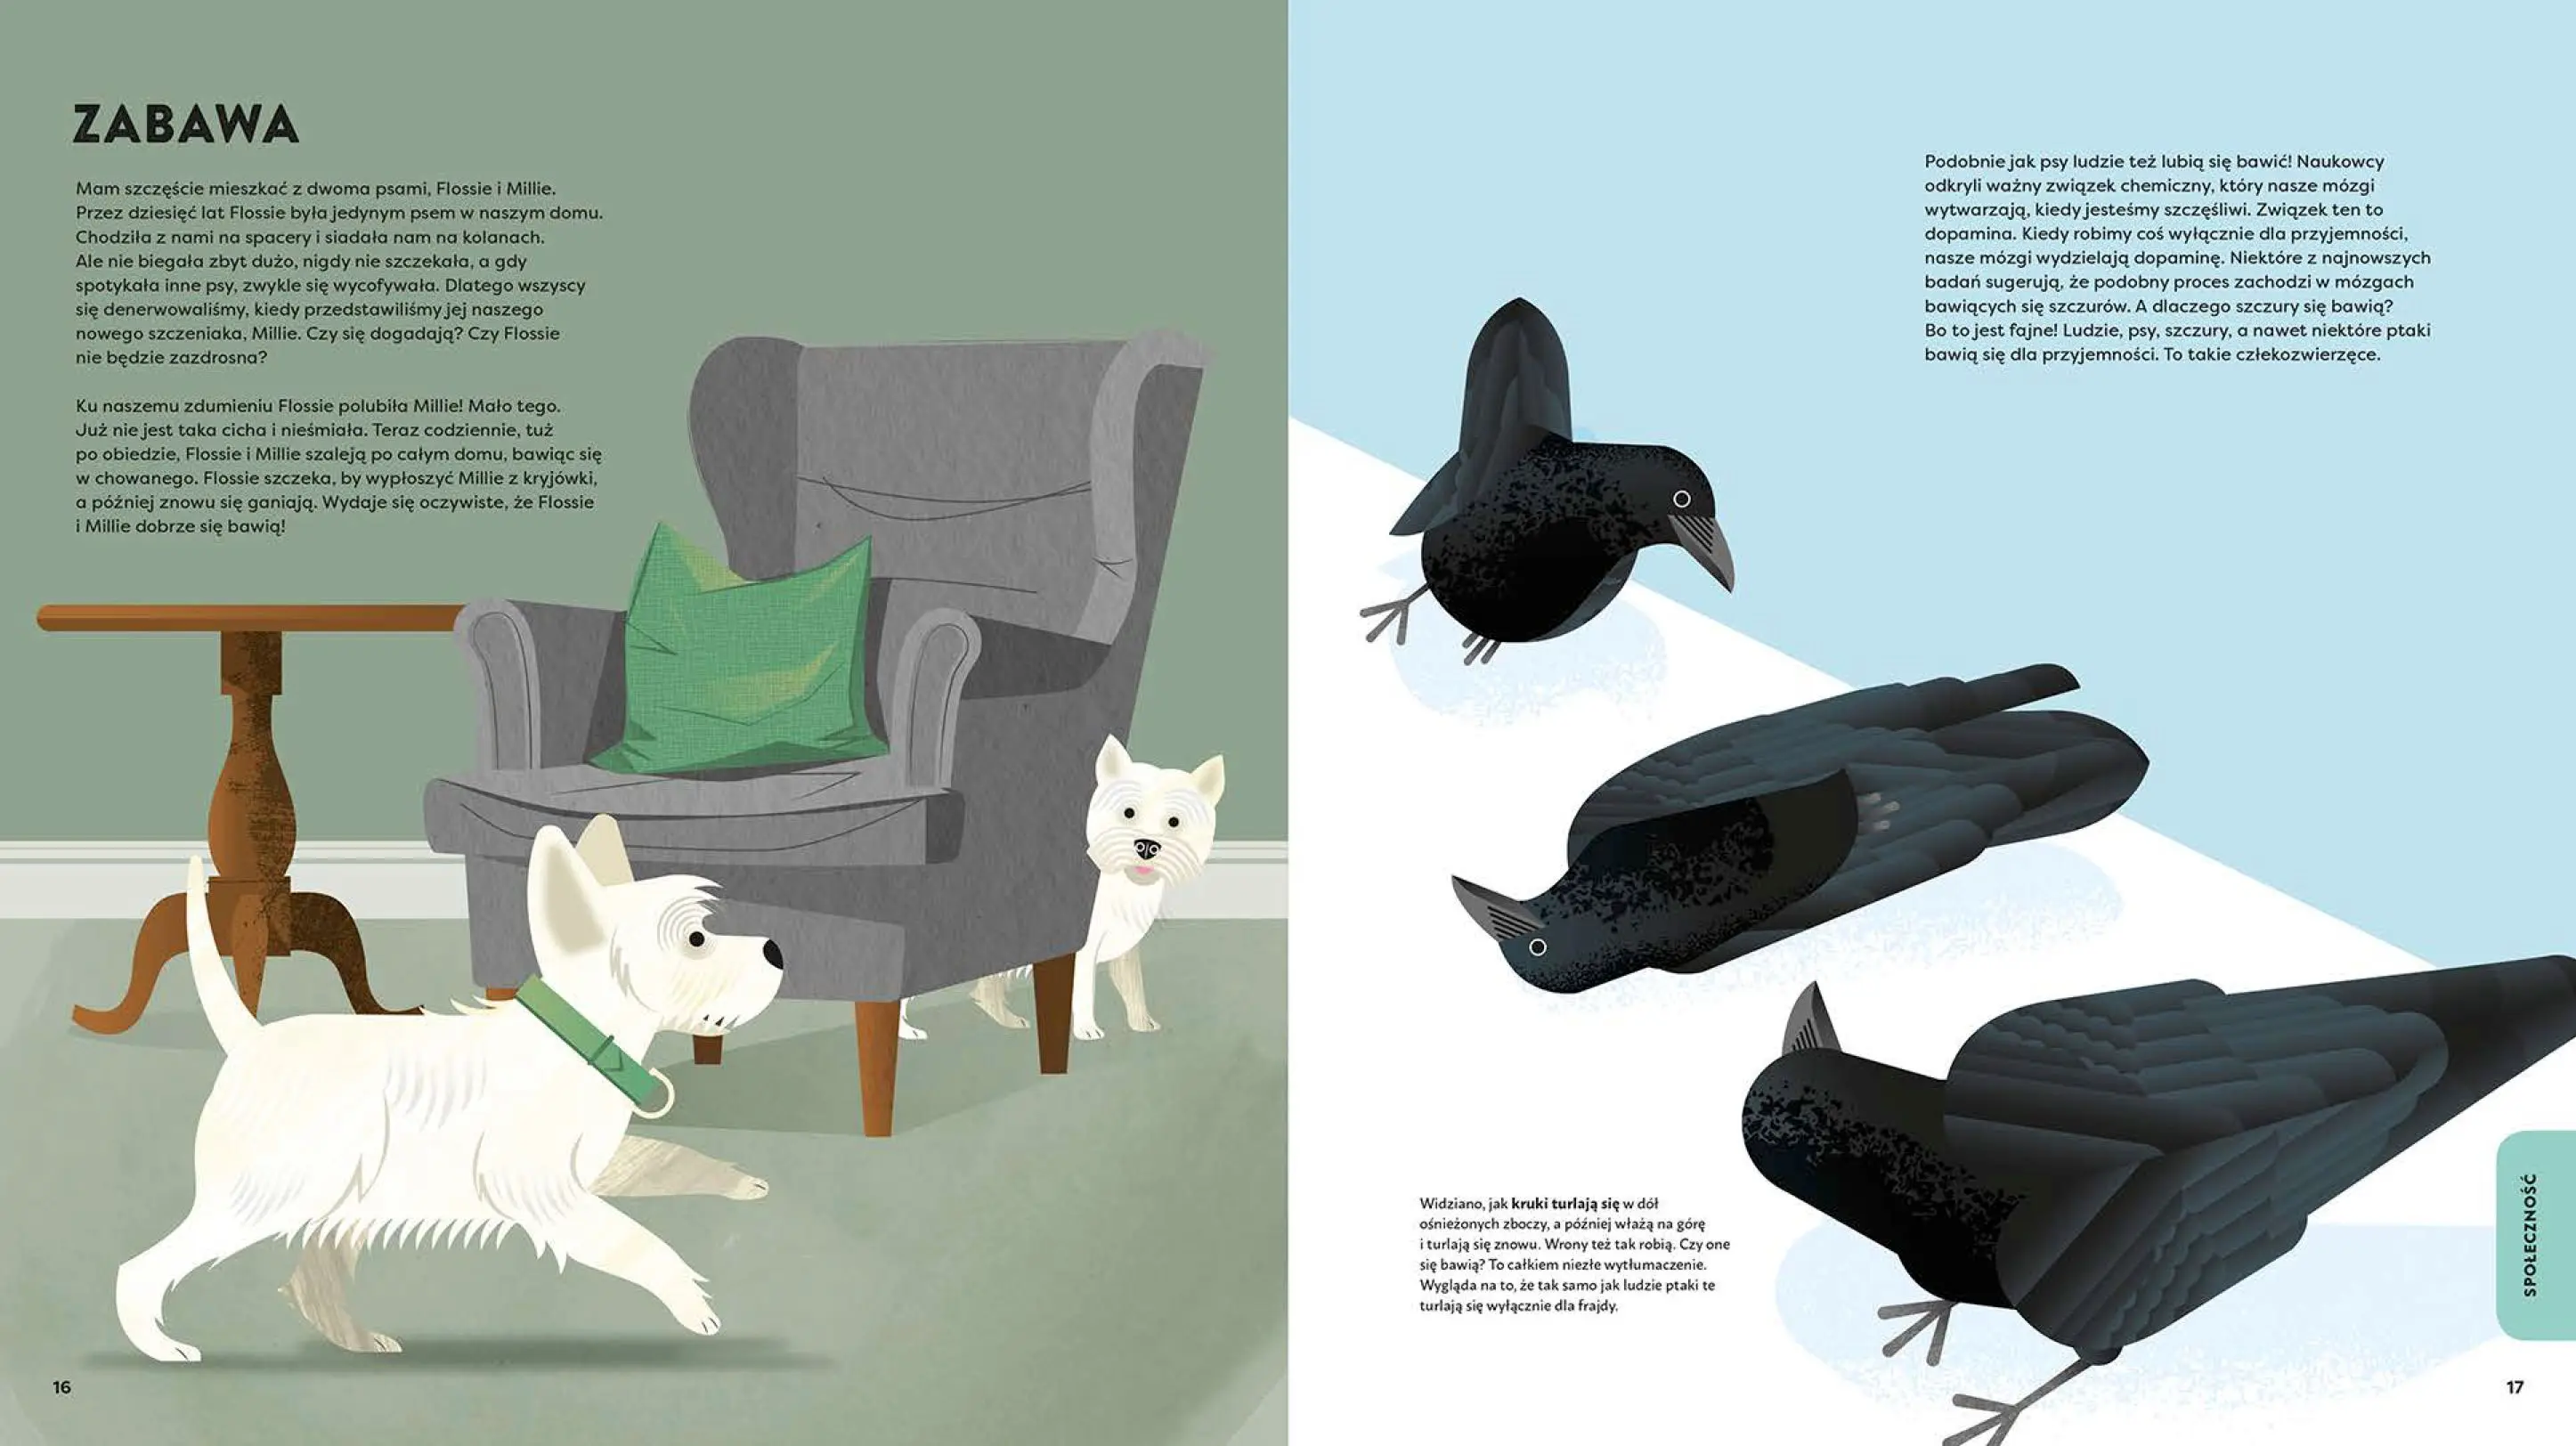 ZABAWA
Mam szczęście mieszkać z dwoma psami, Flossie i Millie.
Przez dziesięć lat Flossie była jedynym psem w naszym domu.
Chodziła z nami na spacery i siadała nam na kolanach.
Ale nie biegała zbyt dużo, nigdy nie szczekała, a gdy
spotykała inne psy, zwykle się wycofywała. Dlatego wszyscy
się denerwowaliśmy, kiedy przedstawiliśmy jej naszego
nowego szczeniaka, Millie. Czy się dogadają? Czy Flossie
nie będzie zazdrosna?
Ku naszemu zdumieniu Flossie polubiła Millie! Mało tego.
Już nie jest taka cicha i nieśmiała. Teraz codziennie, tuż
po obiedzie, Flossie i Millie szaleją po całym domu, bawiąc się
w chowanego. Flossie szczeka, by wypłoszyć Millie z kryjówki,
a później znowu się ganiają. Wydaje się oczywiste, że Flossie
i Millie dobrze się bawią!
16
Podobnie jak psy ludzie też lubią się bawić! Naukowcy
odkryli ważny związek chemiczny, który nasze mózgi
wytwarzają, kiedy jesteśmy szczęśliwi. Związek ten to
dopamina. Kiedy robimy coś wyłącznie dla przyjemności,
nasze mózgi wydzielają dopaminę. Niektóre z najnowszych
badań sugerują, że podobny proces zachodzi w mózgach
bawiących się szczurów. A dlaczego szczury się bawią?
Bo to jest fajne! Ludzie, psy, szczury, a nawet niektóre ptaki
bawią się dla przyjemności. To takie człekozwierzęce.
Widziano, jak kruki turlają się w dół
ośnieżonych zboczy, a później włażą na górę
i turlają się znowu. Wrony też tak robią. Czy one
się bawią? To całkiem niezłe wytłumaczenie.
Wygląda na to, że tak samo jak ludzie ptaki te
turlają się wyłącznie dla frajdy.
SPOŁECZNOŚĆ
17